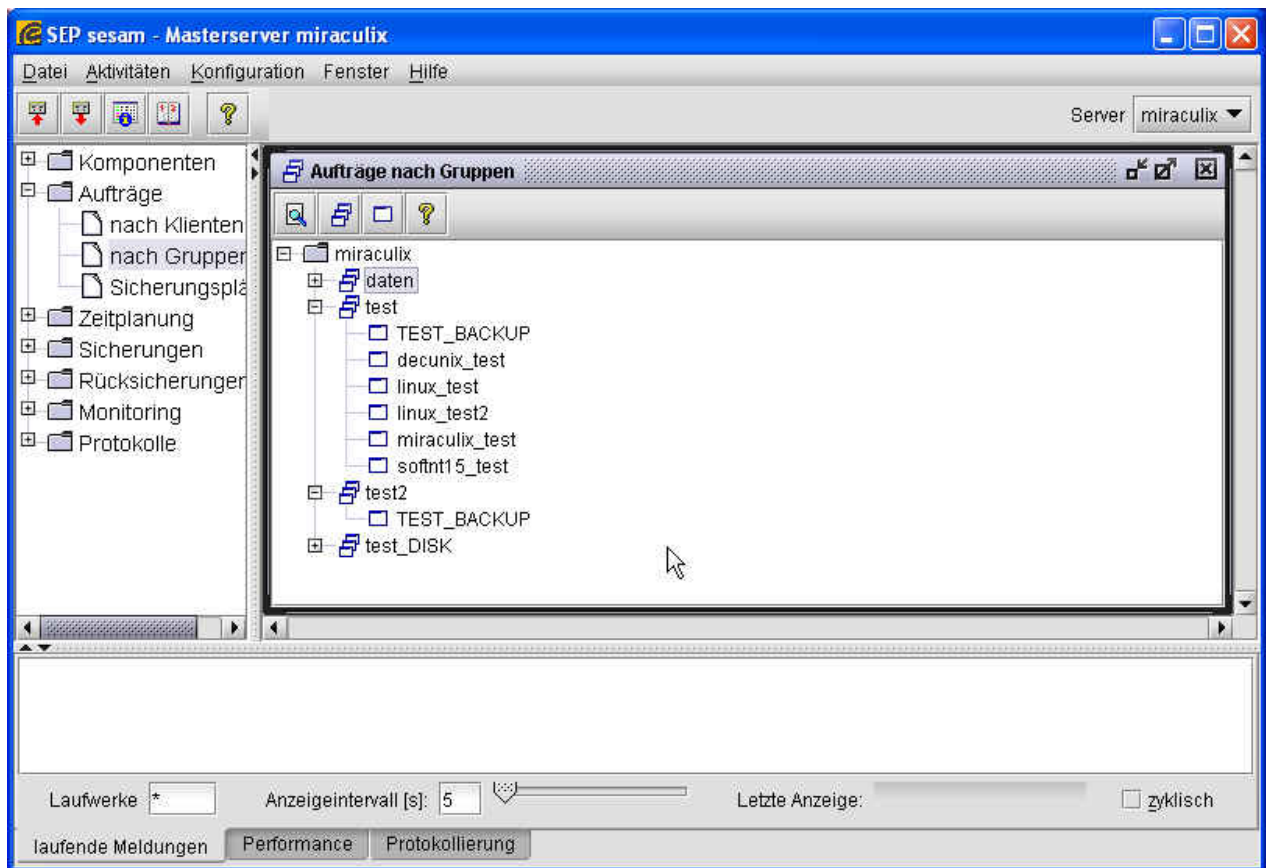 SEP sesam - Masterserver miraculix
Datei Aktivitäten Konfiguration Fenster Hilfe
Server miraculix
Komponenten
Aufträge
nach Klienten
nach Gruppen
Sicherungsplä
Zeitplanung
Sicherungen
Rücksicherungen
Monitoring
Protokolle
Aufträge nach Gruppen
miraculix
daten
test
TEST_BACKUP
decunix_test
linux_test
linux_test2
miraculix_test
softnt15_test
test2
TEST_BACKUP
test_DISK
Laufwerke *
Anzeigeintervall [s]: 5
Letzte Anzeige:
zyklisch
laufende Meldungen Performance Protokollierung